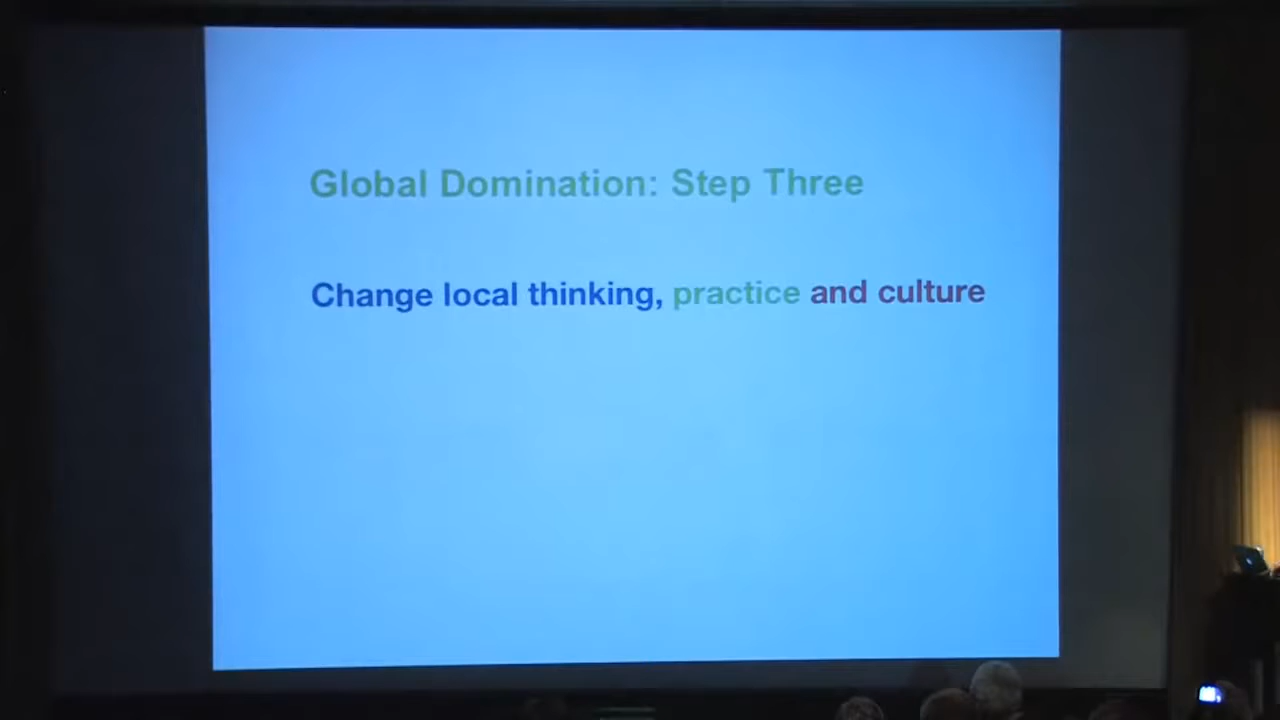 Global Domination: Step Three
Change local thinking, practice and culture